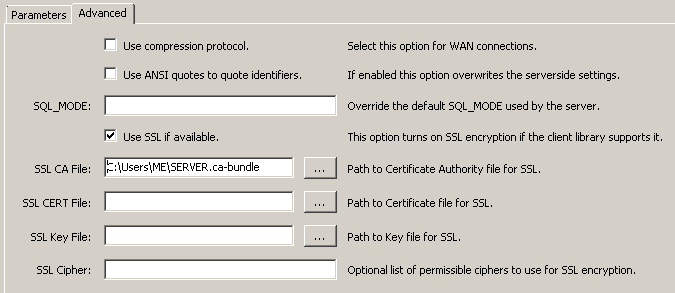 Parameters Advanced
Use compression protocol. Select this option for WAN connections.
Use ANSI quotes to quote identifiers. If enabled this option overwrites the serverside settings.
SQL_MODE: Override the default SQL_MODE used by the server.
Use SSL if available. This option turns on SSL encryption if the client library supports it.
SSL CA File: C:\Users\ME\SERVER.ca-bundle ... Path to Certificate Authority file for SSL.
SSL CERT File: ... Path to Certificate file for SSL.
SSL Key File: ... Path to Key file for SSL.
SSL Cipher: Optional list of permissible ciphers to use for SSL encryption.